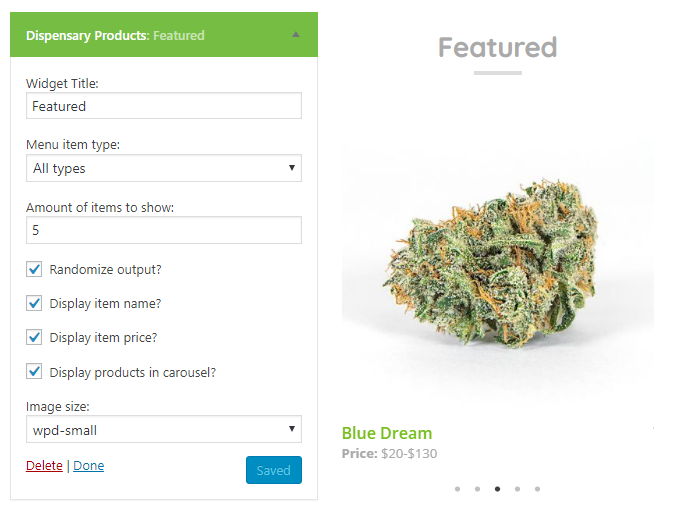 Dispensary Products: Featured
Widget Title:
Featured
Menu item type:
All types
Amount of items to show:
5
Randomize output?
Display item name?
Display item price?
Display products in carousel?
Image size:
wpd-small
Delete | Done
Saved
Featured
Blue Dream
Price: $20-$130